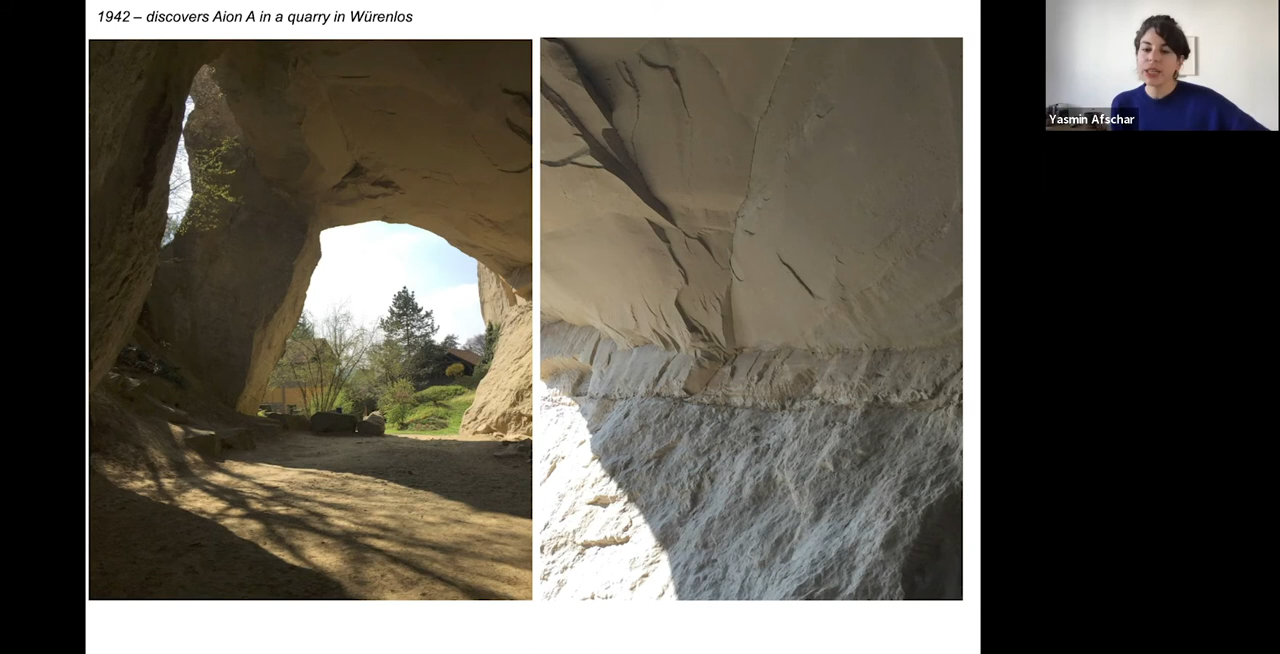 1942 – discovers Aion A in a quarry in Würenlos
Yasmin Afschar